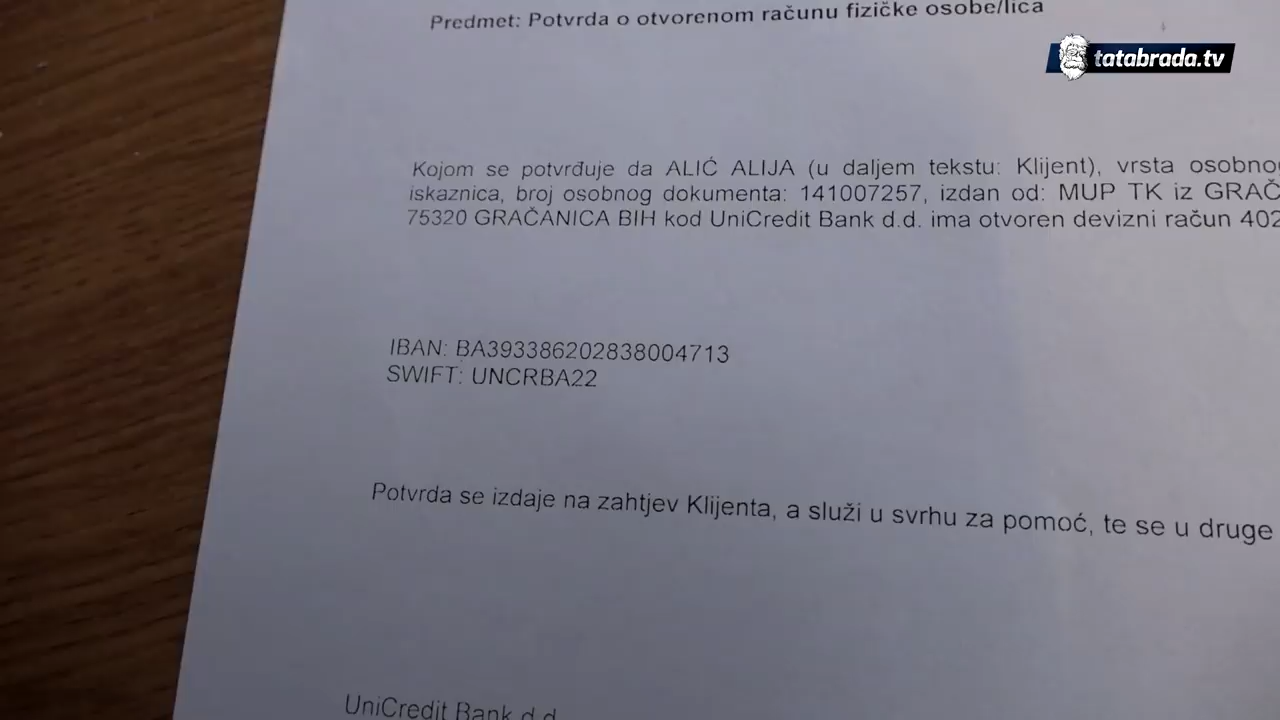 Predmet: Potvrda o otvorenom računu fizičke osobe/lica
tatabrada.tv
Kojom se potvrđuje da ALIĆ ALIJA (u daljem tekstu: Klijent), vrsta osobno
iskaznica, broj osobnog dokumenta: 141007257, izdan od: MUP TK iz GRAČ
75320 GRAČANICA BIH kod UniCredit Bank d.d. ima otvoren devizni račun 402
IBAN: BA393386202838004713
SWIFT: UNCRBA22
Potvrda se izdaje na zahtjev Klijenta, a služi u svrhu za pomoć, te se u druge
UniCredit Bank d.d.